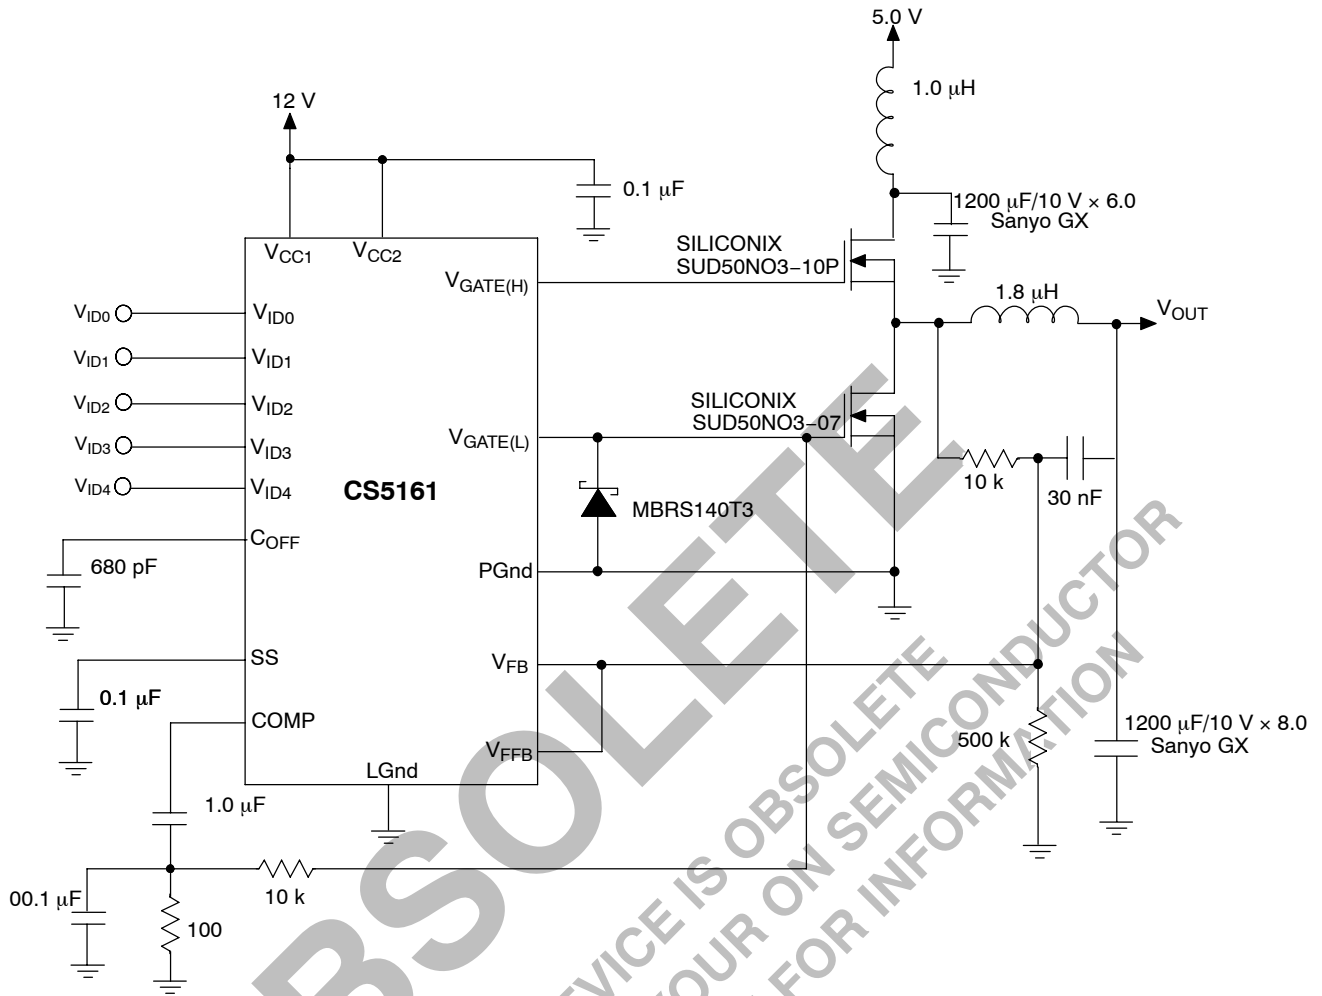 5.0 V
1.0 μH
12 V
0.1 μF
1200 μF/10 V × 6.0
Sanyo GX
VCC1
VCC2
SILICONIX
SUD50NO3−10P
VGATE(H)
1.8 μH
VOUT
VID0
VID0
VID1
VID1
VID2
VID2
VID3
VID3
VID4
VID4
SILICONIX
SUD50NO3−07
VGATE(L)
CS5161
10 k
30 nF
MBRS140T3
COFF
680 pF
PGnd
SS
0.1 μF
VFB
COMP
VFFB
500 k
1200 μF/10 V × 8.0
Sanyo GX
LGnd
1.0 μF
10 k
00.1 μF
100
BSOLETE
EVICE IS OBSOLETE
YOUR ON SEMICONDUCTOR
FOR INFORMATION